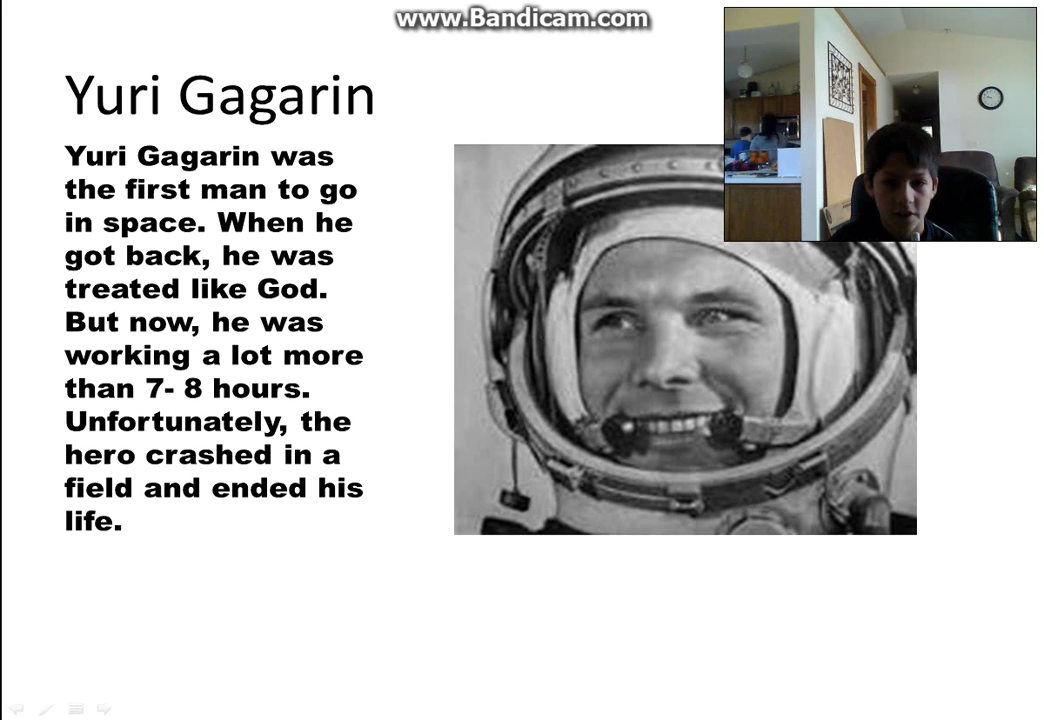 www.Bandicam.com
Yuri Gagarin
Yuri Gagarin was
the first man to go
in space. When he
got back, he was
treated like God.
But now, he was
working a lot more
than 7- 8 hours.
Unfortunately, the
hero crashed in a
field and ended his
life.